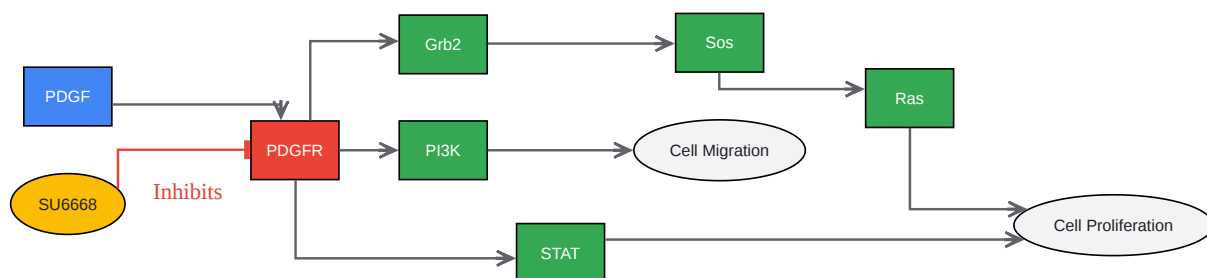 Grb2
Sos
PDGF
Ras
PDGFR
PI3K
Cell Migration
Inhibits
SU6668
Cell Proliferation
STAT